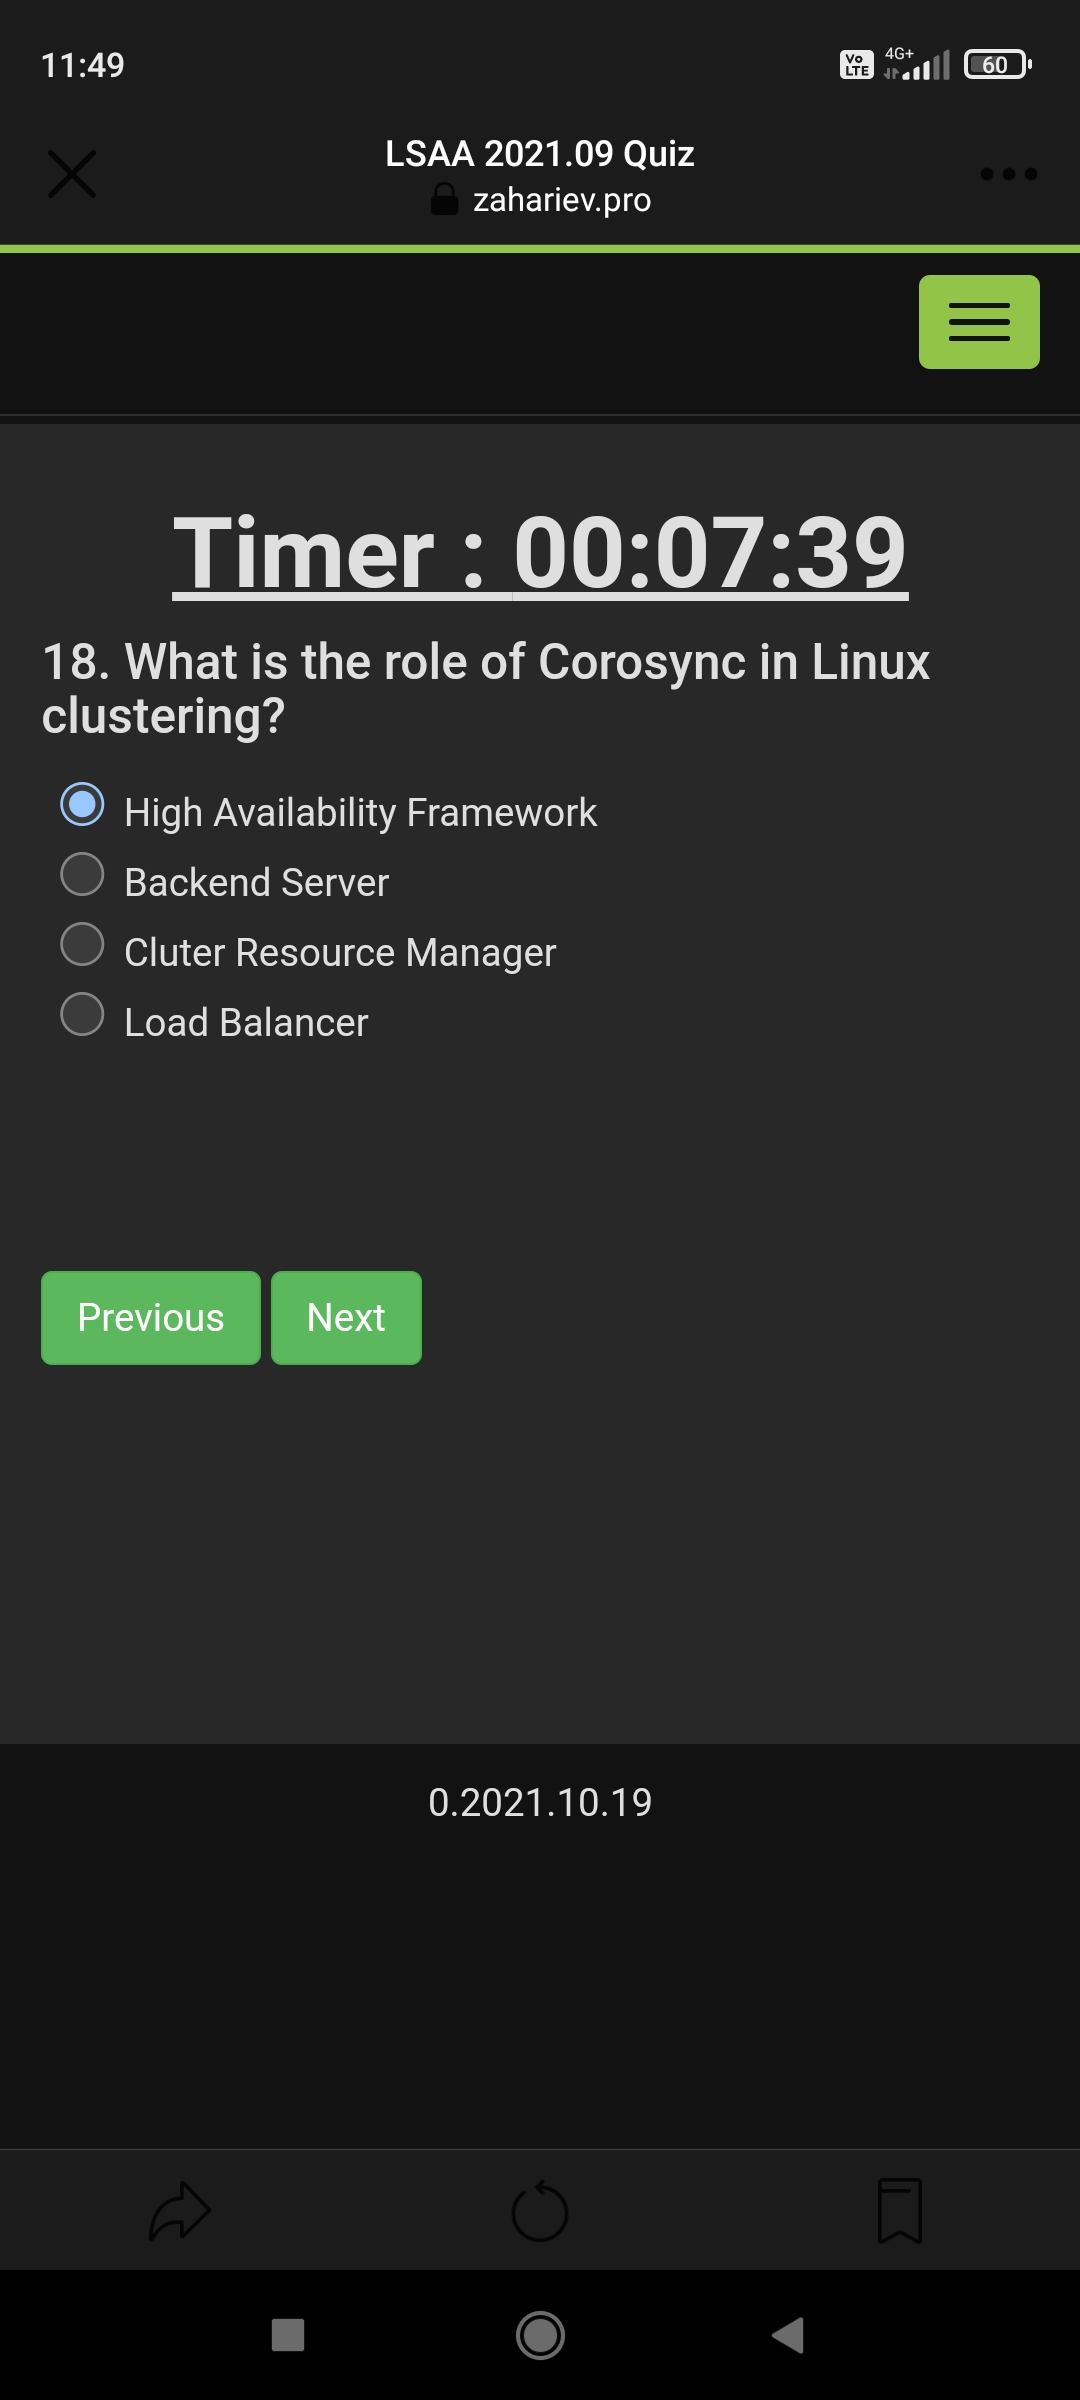 11:49
Vo LTE 4G+ 60
LSAA 2021.09 Quiz
zahariev.pro
Timer : 00:07:39
18. What is the role of Corosync in Linux
clustering?
High Availability Framework
Backend Server
Cluter Resource Manager
Load Balancer
Previous Next
0.2021.10.19